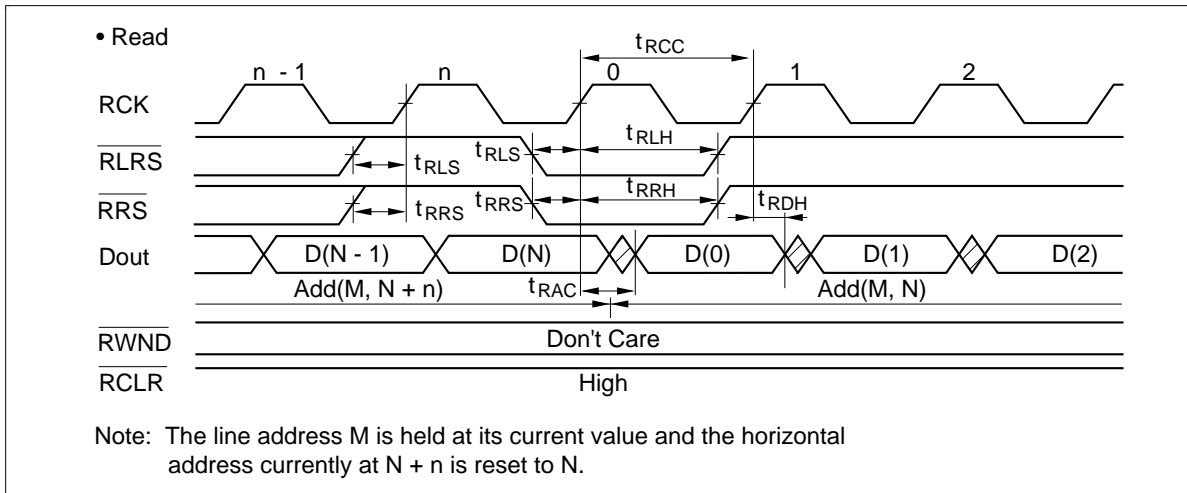 • Read
tRCC
n - 1 n 0 1 2
RCK
RLRS tRLS tRLS tRLH
RRS tRRS tRRS tRRH tRDH
Dout D(N - 1) D(N) D(0) D(1) D(2)
Add(M, N + n) tRAC Add(M, N)
RWND Don't Care
RCLR High
Note: The line address M is held at its current value and the horizontal
address currently at N + n is reset to N.